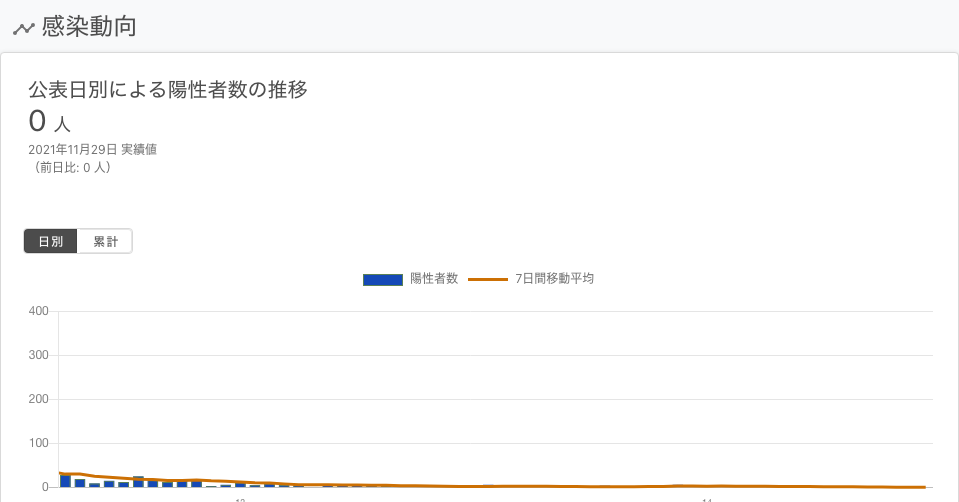 感染動向
公表日別による陽性者数の推移
0 人
2021年11月29日 実績値
（前日比: 0 人）
日別 累計
陽性者数 7日間移動平均
400
300
200
100
0